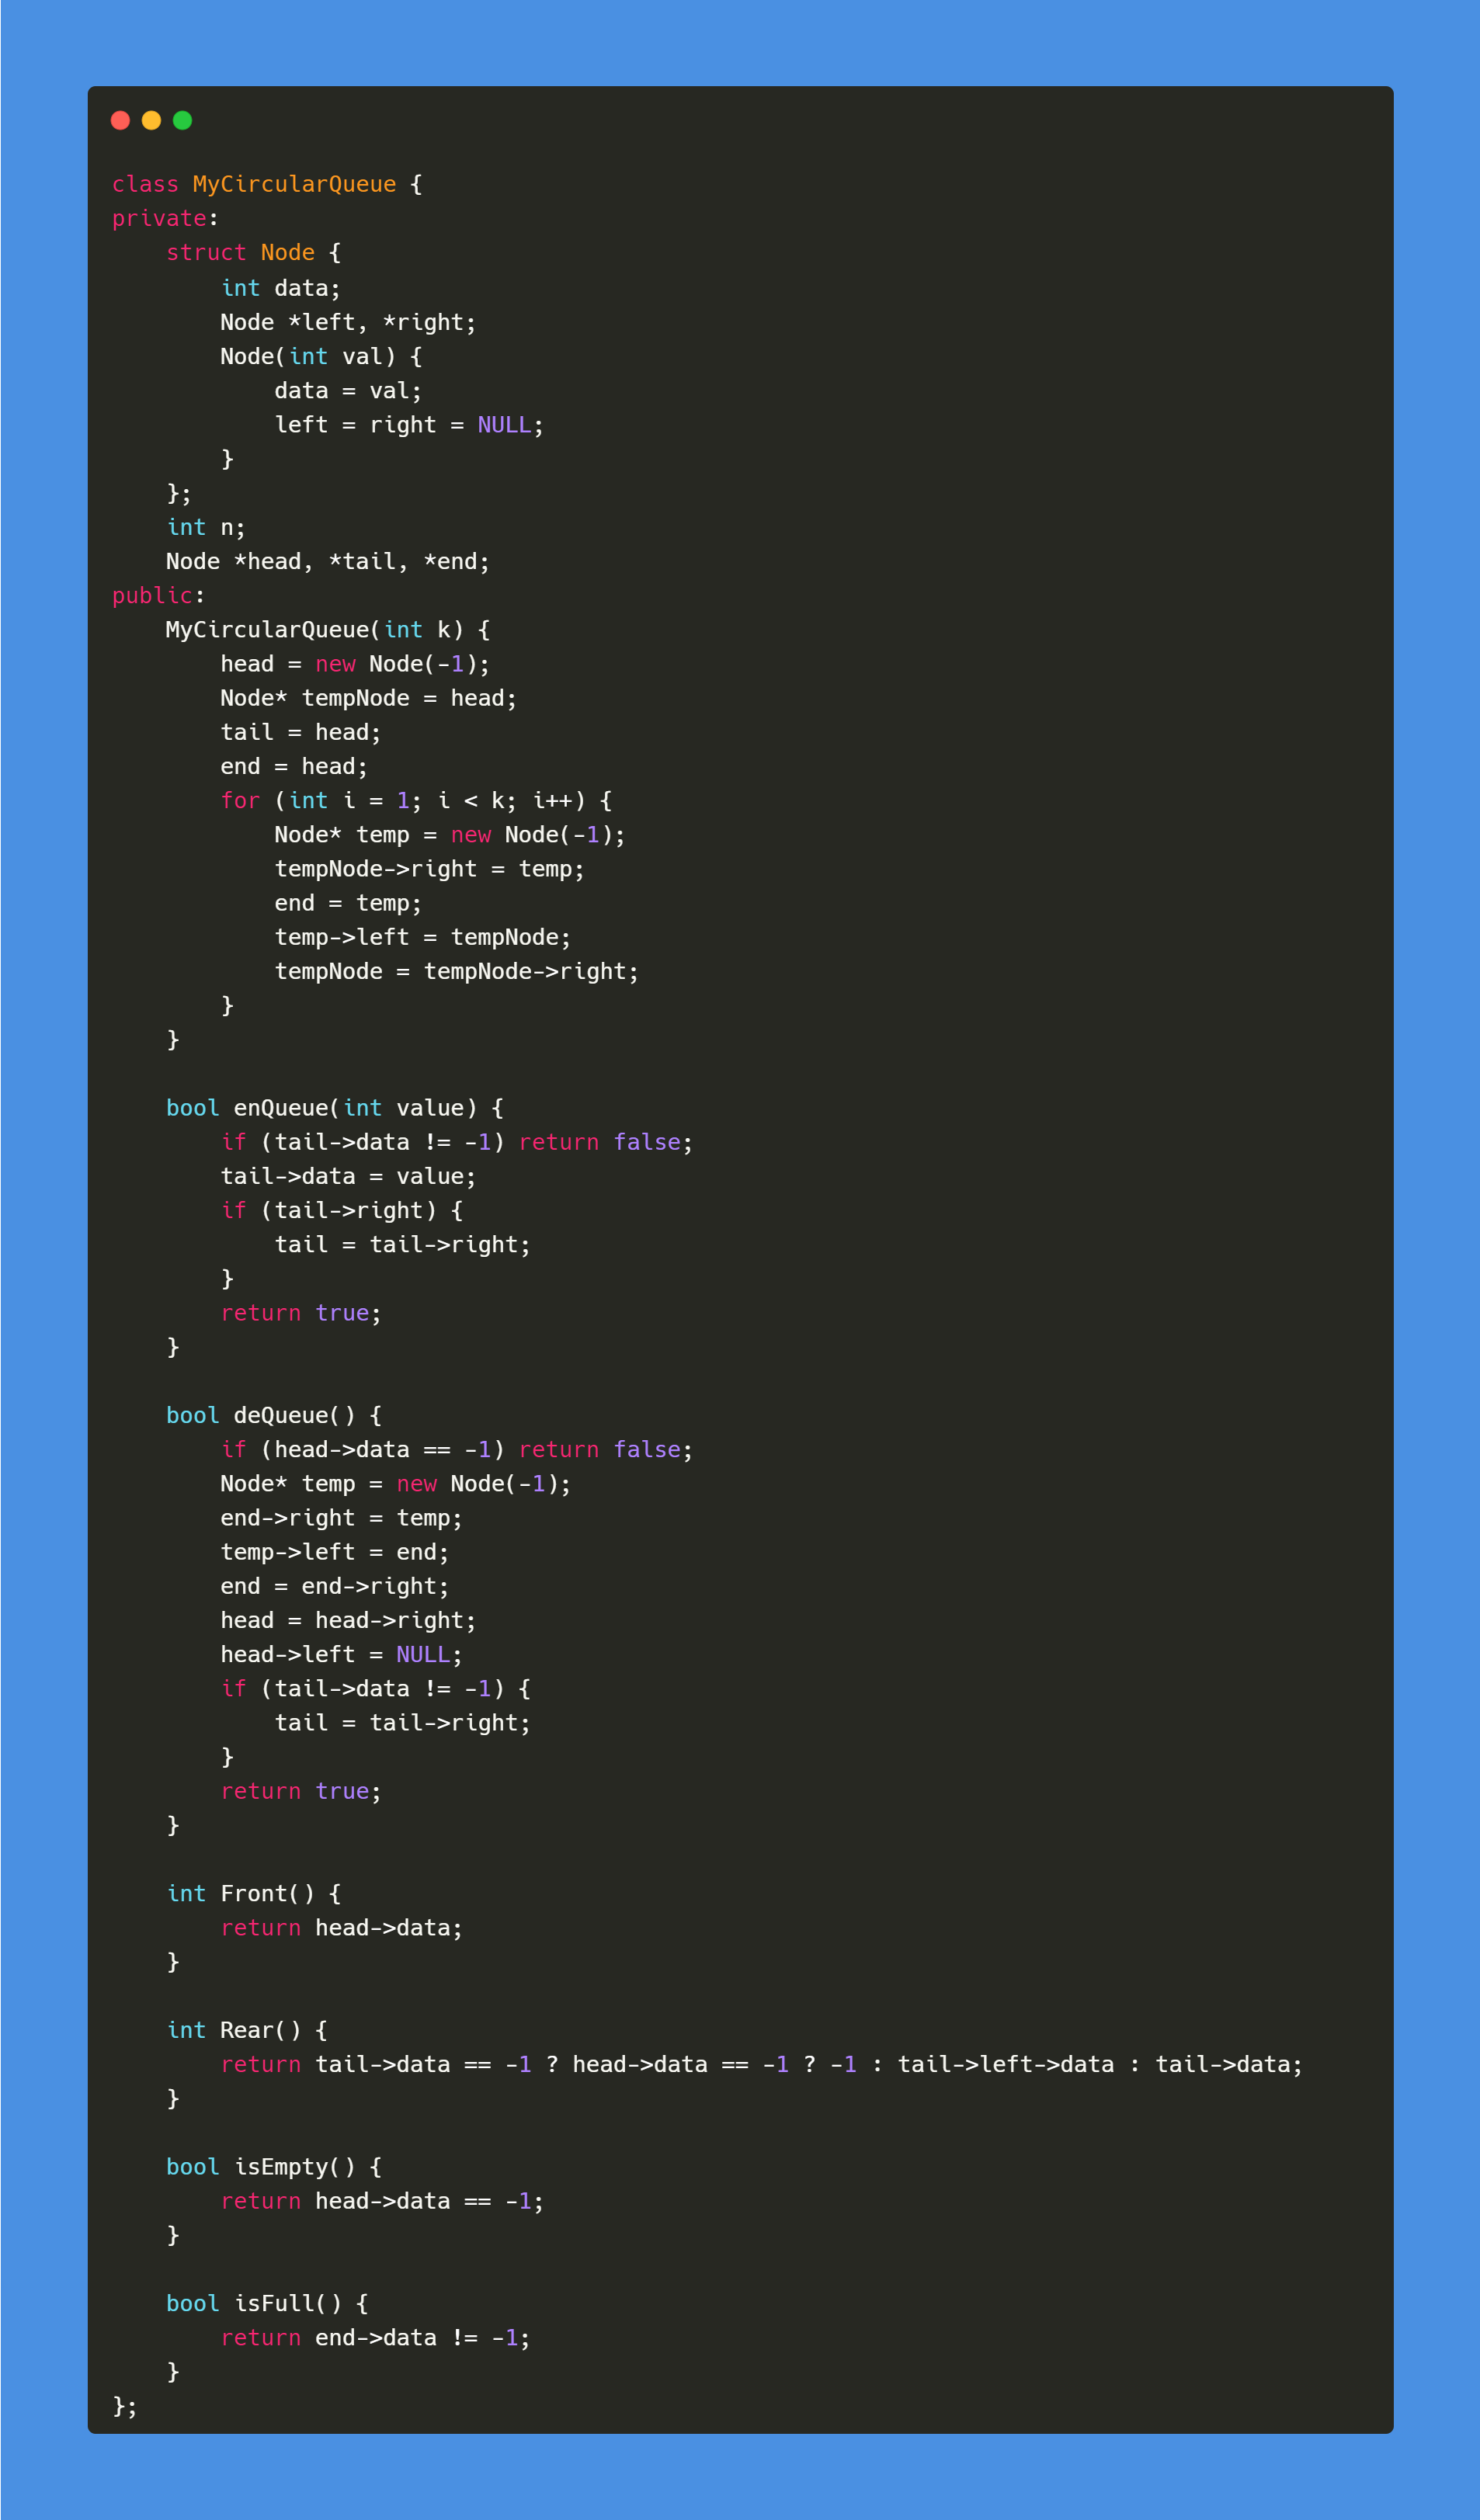 class MyCircularQueue {
private:
    struct Node {
        int data;
        Node *left, *right;
        Node(int val) {
            data = val;
            left = right = NULL;
        }
    };
    int n;
    Node *head, *tail, *end;
public:
    MyCircularQueue(int k) {
        head = new Node(-1);
        Node* tempNode = head;
        tail = head;
        end = head;
        for (int i = 1; i < k; i++) {
            Node* temp = new Node(-1);
            tempNode->right = temp;
            end = temp;
            temp->left = tempNode;
            tempNode = tempNode->right;
        }
    }

    bool enQueue(int value) {
        if (tail->data != -1) return false;
        tail->data = value;
        if (tail->right) {
            tail = tail->right;
        }
        return true;
    }

    bool deQueue() {
        if (head->data == -1) return false;
        Node* temp = new Node(-1);
        end->right = temp;
        temp->left = end;
        end = end->right;
        head = head->right;
        head->left = NULL;
        if (tail->data != -1) {
            tail = tail->right;
        }
        return true;
    }

    int Front() {
        return head->data;
    }

    int Rear() {
        return tail->data == -1 ? head->data == -1 ? -1 : tail->left->data : tail->data;
    }

    bool isEmpty() {
        return head->data == -1;
    }

    bool isFull() {
        return end->data != -1;
    }
};